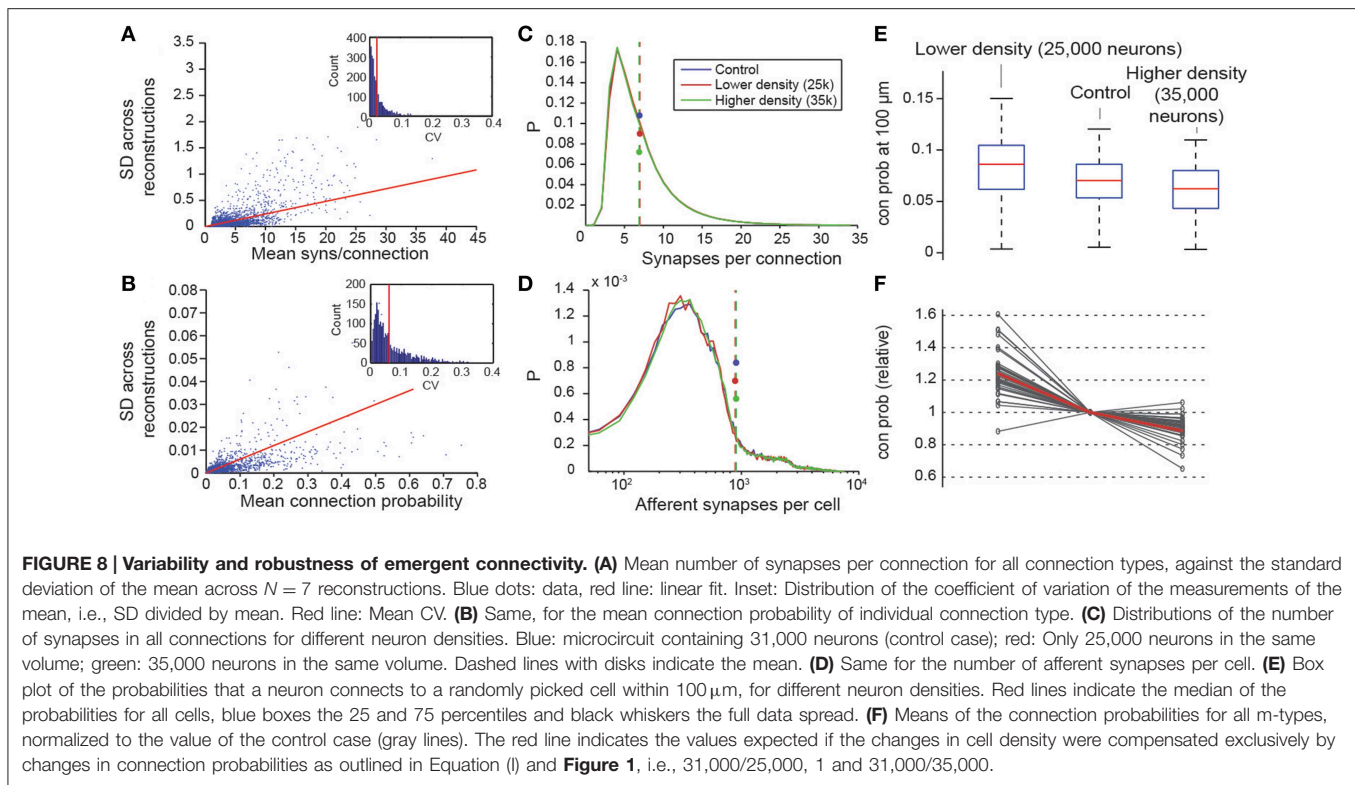 A
SD across
reconstructions
3.5
3
2.5
2
1.5
1
0.5
0
0 5 10 15 20 25 30 35 40 45
Mean syns/connection
Count
400
300
200
100
0
0 0.1 0.2 0.3 0.4
CV
B
SD across
reconstructions
0.08
0.07
0.06
0.05
0.04
0.03
0.02
0.01
0
0 0.1 0.2 0.3 0.4 0.5 0.6 0.7 0.8
Mean connection probability
Count
200
150
100
50
0
0 0.1 0.2 0.3 0.4
CV
C
P
0.18
0.16
0.14
0.12
0.10
0.08
0.06
0.04
0.02
5 10 15 20 25 30 35
Synapses per connection
Control
Lower density (25k)
Higher density (35k)
D
x 10-3
P
1.4
1.2
1
0.8
0.6
0.4
0.2
0
10² 10³ 10⁴
Afferent synapses per cell
E
Lower density (25,000 neurons)
Control
Higher density
(35,000
neurons)
con prob at 100 µm
0.15
0.1
0.05
0
F
con prob (relative)
1.6
1.4
1.2
1
0.8
0.6
FIGURE 8 | Variability and robustness of emergent connectivity. (A) Mean number of synapses per connection for all connection types, against the standard
deviation of the mean across N = 7 reconstructions. Blue dots: data, red line: linear fit. Inset: Distribution of the coefficient of variation of the measurements of the
mean, i.e., SD divided by mean. Red line: Mean CV. (B) Same, for the mean connection probability of individual connection type. (C) Distributions of the number
of synapses in all connections for different neuron densities. Blue: microcircuit containing 31,000 neurons (control case); red: Only 25,000 neurons in the same
volume; green: 35,000 neurons in the same volume. Dashed lines with disks indicate the mean. (D) Same for the number of afferent synapses per cell. (E) Box
plot of the probabilities that a neuron connects to a randomly picked cell within 100 µm, for different neuron densities. Red lines indicate the median of the
probabilities for all cells, blue boxes the 25 and 75 percentiles and black whiskers the full data spread. (F) Means of the connection probabilities for all m-types,
normalized to the value of the control case (gray lines). The red line indicates the values expected if the changes in cell density were compensated exclusively by
changes in connection probabilities as outlined in Equation (I) and Figure 1, i.e., 31,000/25,000, 1 and 31,000/35,000.